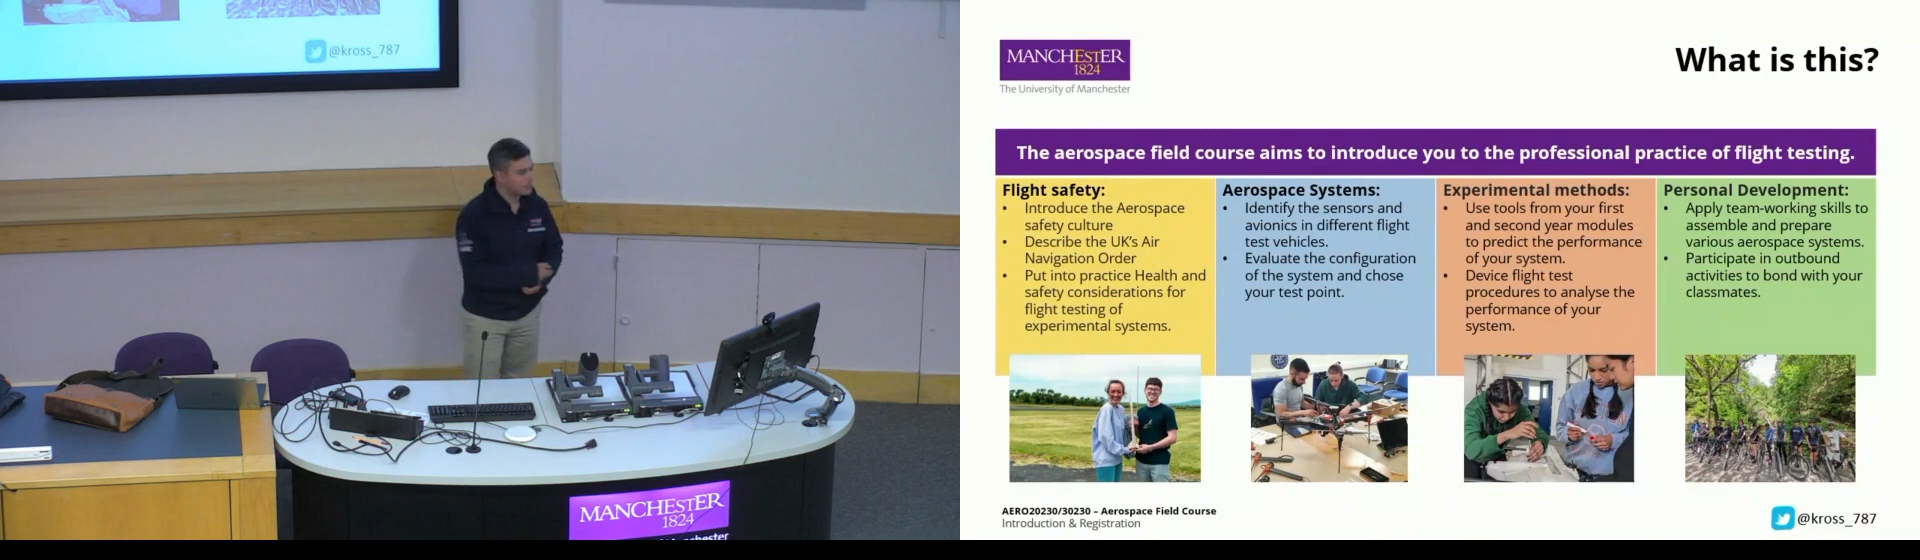 @kross_787
MANCHESTER
1824
MANCHESTER
1824
The University of Manchester
What is this?
The aerospace field course aims to introduce you to the professional practice of flight testing.
Flight safety:
• Introduce the Aerospace
safety culture
• Describe the UK's Air
Navigation Order
• Put into practice Health and
safety considerations for
flight testing of
experimental systems.
Aerospace Systems:
• Identify the sensors and
avionics in different flight
test vehicles.
• Evaluate the configuration
of the system and chose
your test point.
Experimental methods:
• Use tools from your first
and second year modules
to predict the performance
of your system.
• Device flight test
procedures to analyse the
performance of your
system.
Personal Development:
• Apply team-working skills to
assemble and prepare
various aerospace systems.
• Participate in outbound
activities to bond with your
classmates.
AERO20230/30230 – Aerospace Field Course
Introduction & Registration
@kross_787